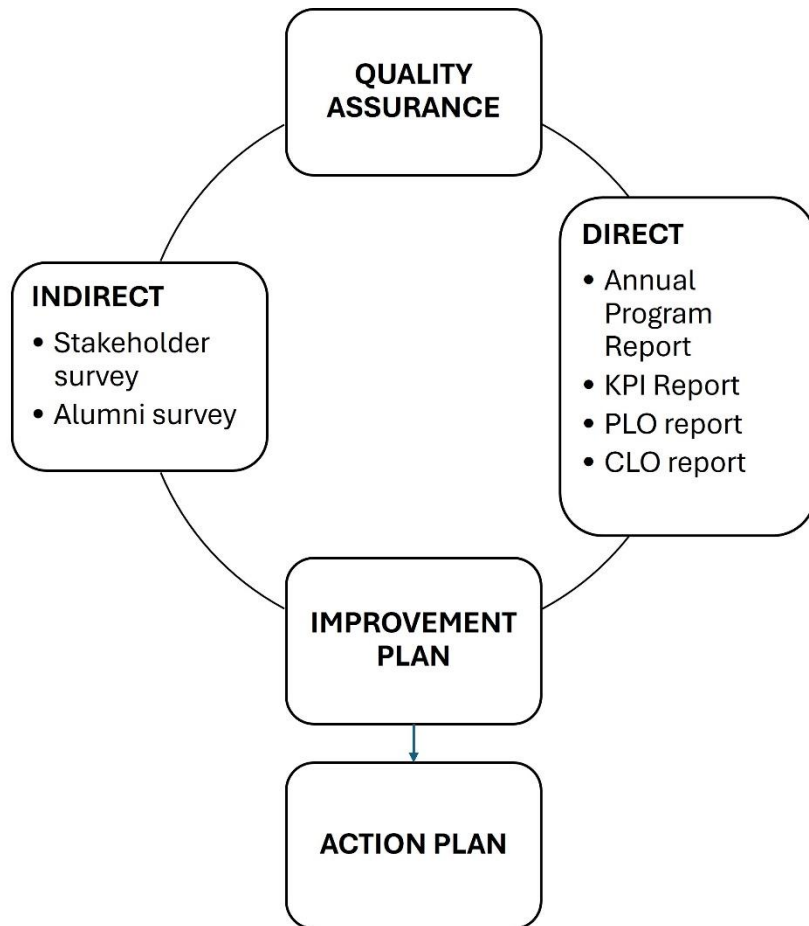 QUALITY
ASSURANCE
DIRECT
• Annual
Program
Report
• KPI Report
• PLO report
• CLO report
INDIRECT
• Stakeholder
survey
• Alumni survey
IMPROVEMENT
PLAN
ACTION PLAN